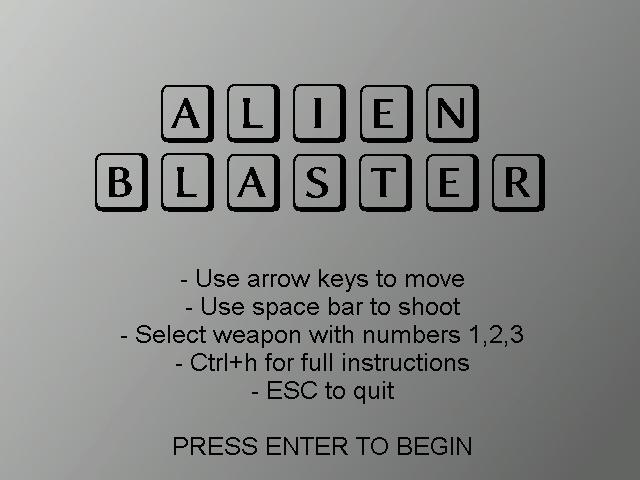 ALIEN
BLASTER
- Use arrow keys to move
- Use space bar to shoot
- Select weapon with numbers 1,2,3
- Ctrl+h for full instructions
- ESC to quit
PRESS ENTER TO BEGIN